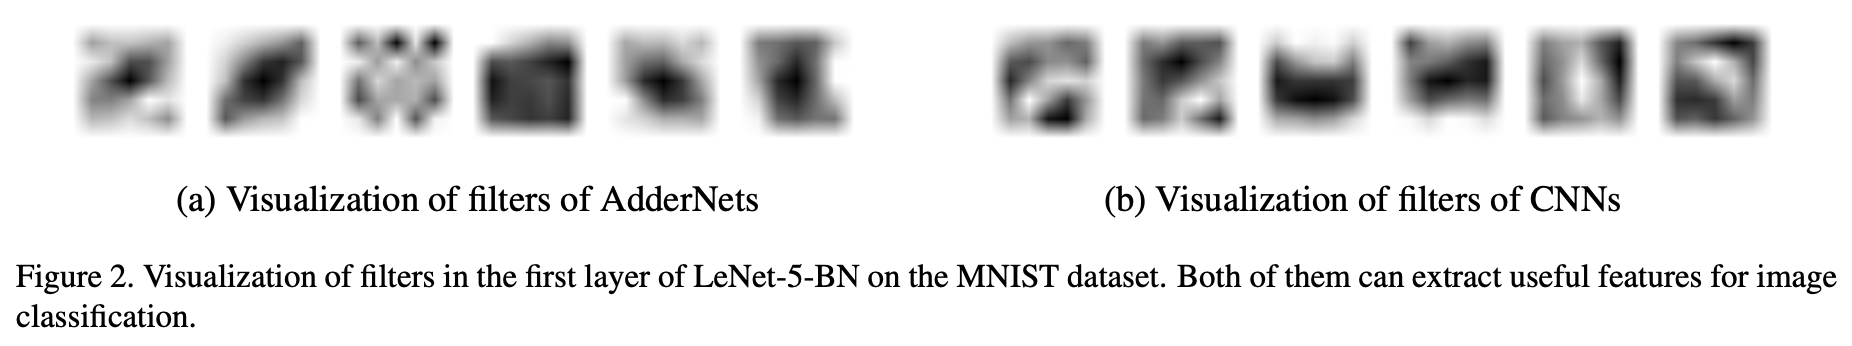 (a) Visualization of filters of AdderNets
(b) Visualization of filters of CNNs
Figure 2. Visualization of filters in the first layer of LeNet-5-BN on the MNIST dataset. Both of them can extract useful features for image
classification.